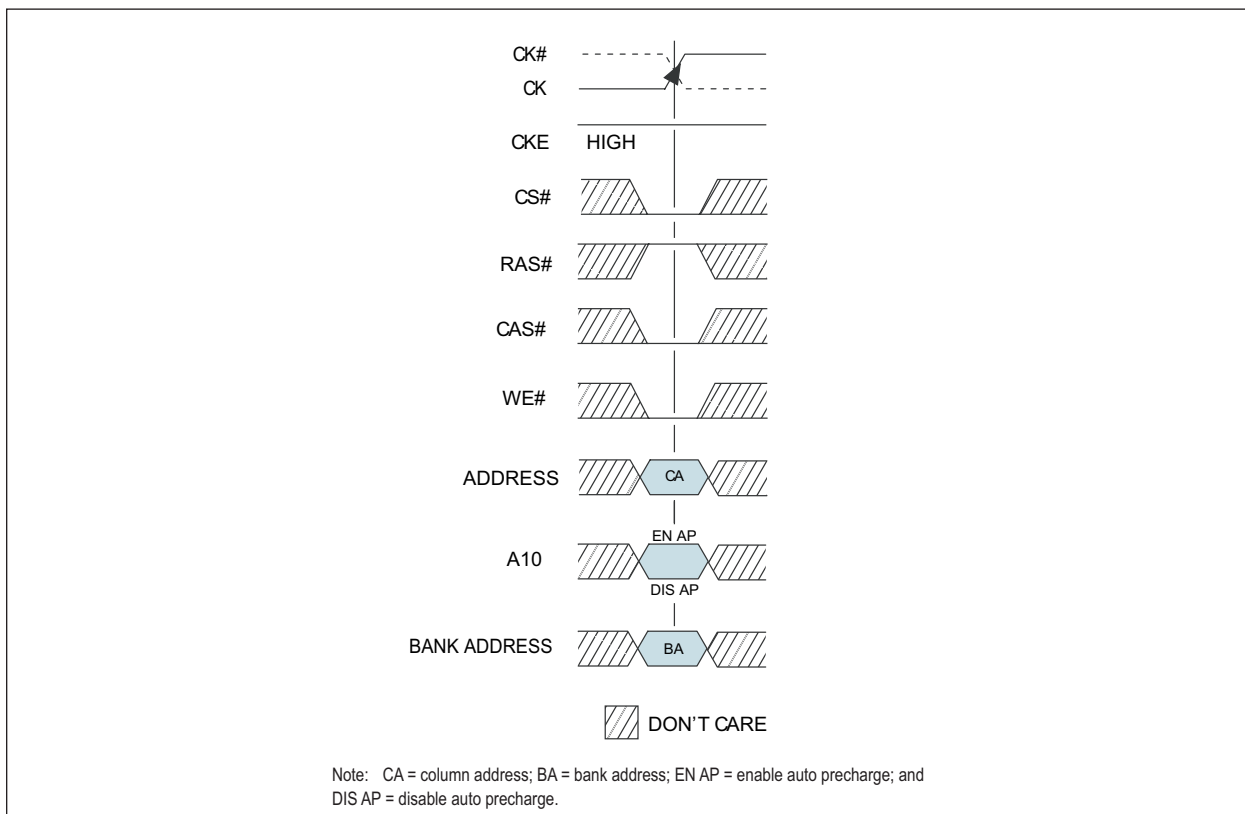 CK#
CK
CKE HIGH
CS#
RAS#
CAS#
WE#
ADDRESS CA
EN AP
A10
DIS AP
BANK ADDRESS BA
DON'T CARE
Note: CA = column address; BA = bank address; EN AP = enable auto precharge; and
DIS AP = disable auto precharge.